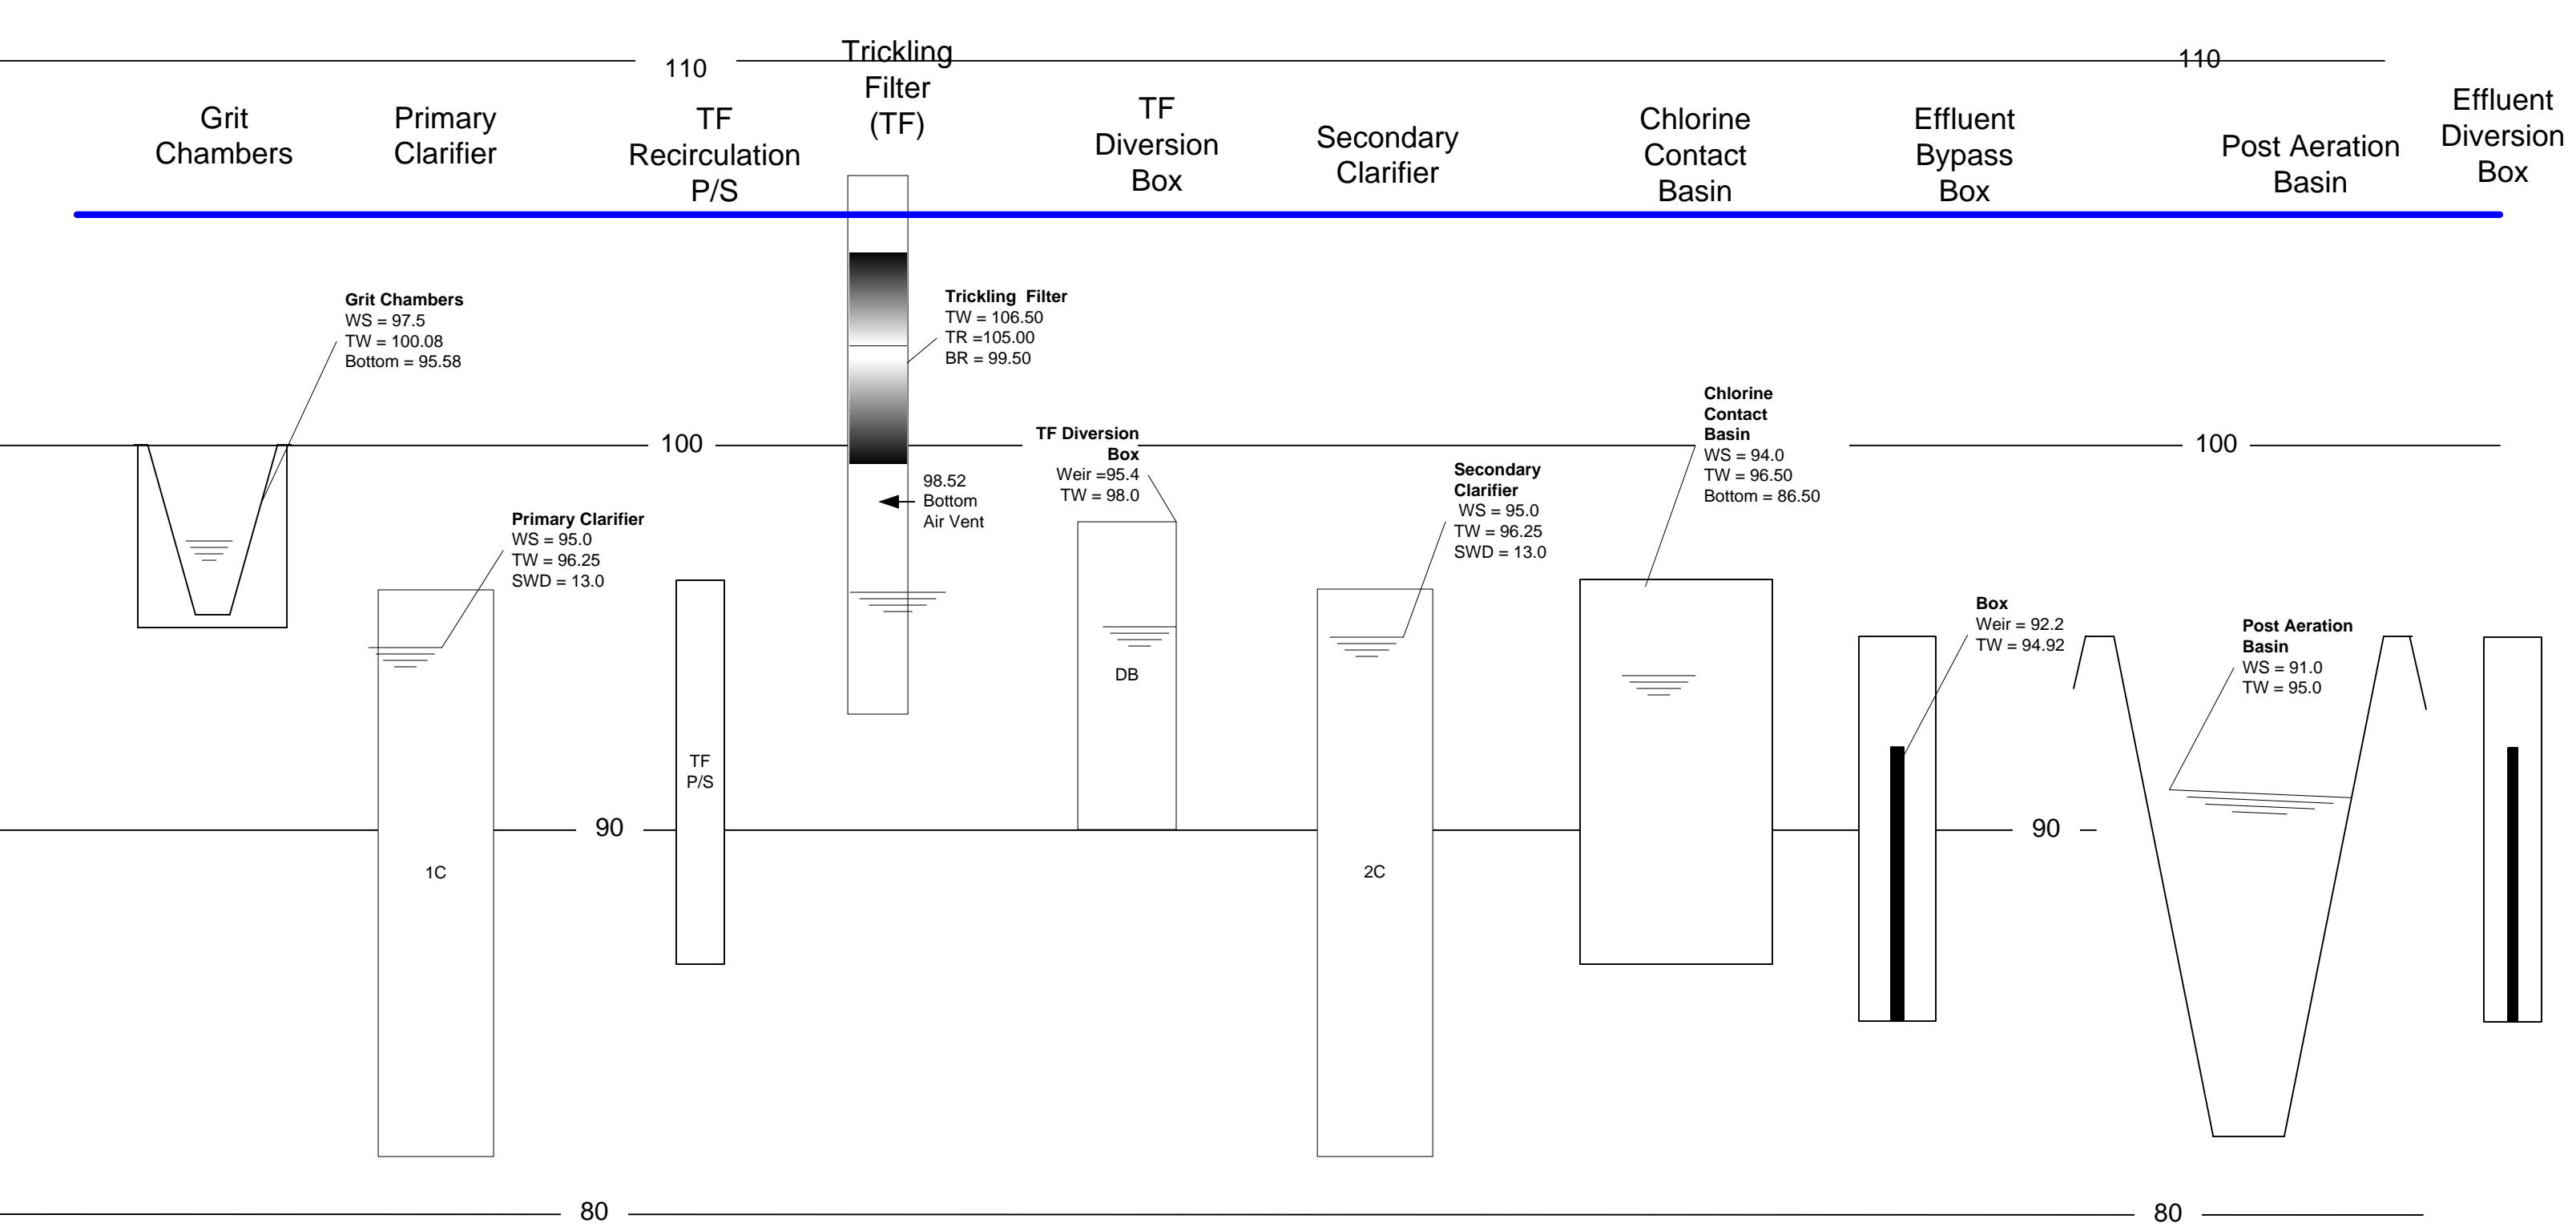 110
110
Trickling
Filter
(TF)
Grit
Chambers
Primary
Clarifier
TF
Recirculation
P/S
TF
Diversion
Box
Secondary
Clarifier
Chlorine
Contact
Basin
Effluent
Bypass
Box
Post Aeration
Basin
Effluent
Diversion
Box
Grit Chambers
WS = 97.5
TW = 100.08
Bottom = 95.58
Trickling  Filter
TW = 106.50
TR =105.00
BR = 99.50
100
100
98.52
Bottom
Air Vent
TF Diversion
Box
Weir =95.4
TW = 98.0
Chlorine
Contact
Basin
WS = 94.0
TW = 96.50
Bottom = 86.50
Secondary
Clarifier
WS = 95.0
TW = 96.25
SWD = 13.0
Primary Clarifier
WS = 95.0
TW = 96.25
SWD = 13.0
Box
Weir = 92.2
TW = 94.92
Post Aeration
Basin
WS = 91.0
TW = 95.0
DB
TF
P/S
90
90
1C
2C
80
80